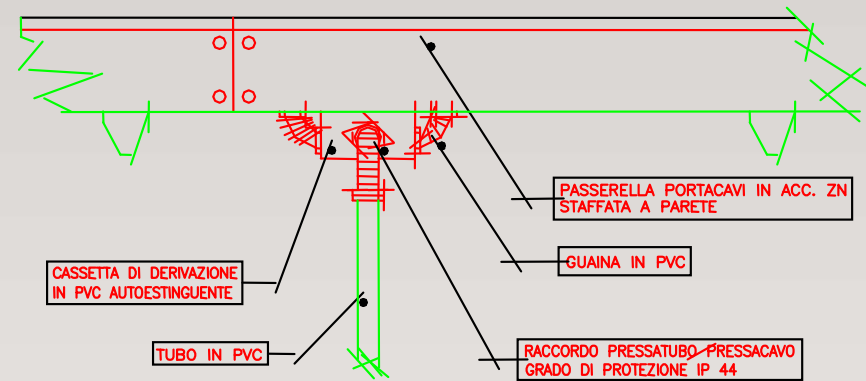 PASSERELLA PORTACAVI IN ACC. ZN
STAFFATA A PARETE
GUAINA IN PVC
CASSETTA DI DERIVAZIONE
IN PVC AUTOESTINGUENTE
TUBO IN PVC
RACCORDO PRESSATUBO PRESSACAVO
GRADO DI PROTEZIONE IP 44